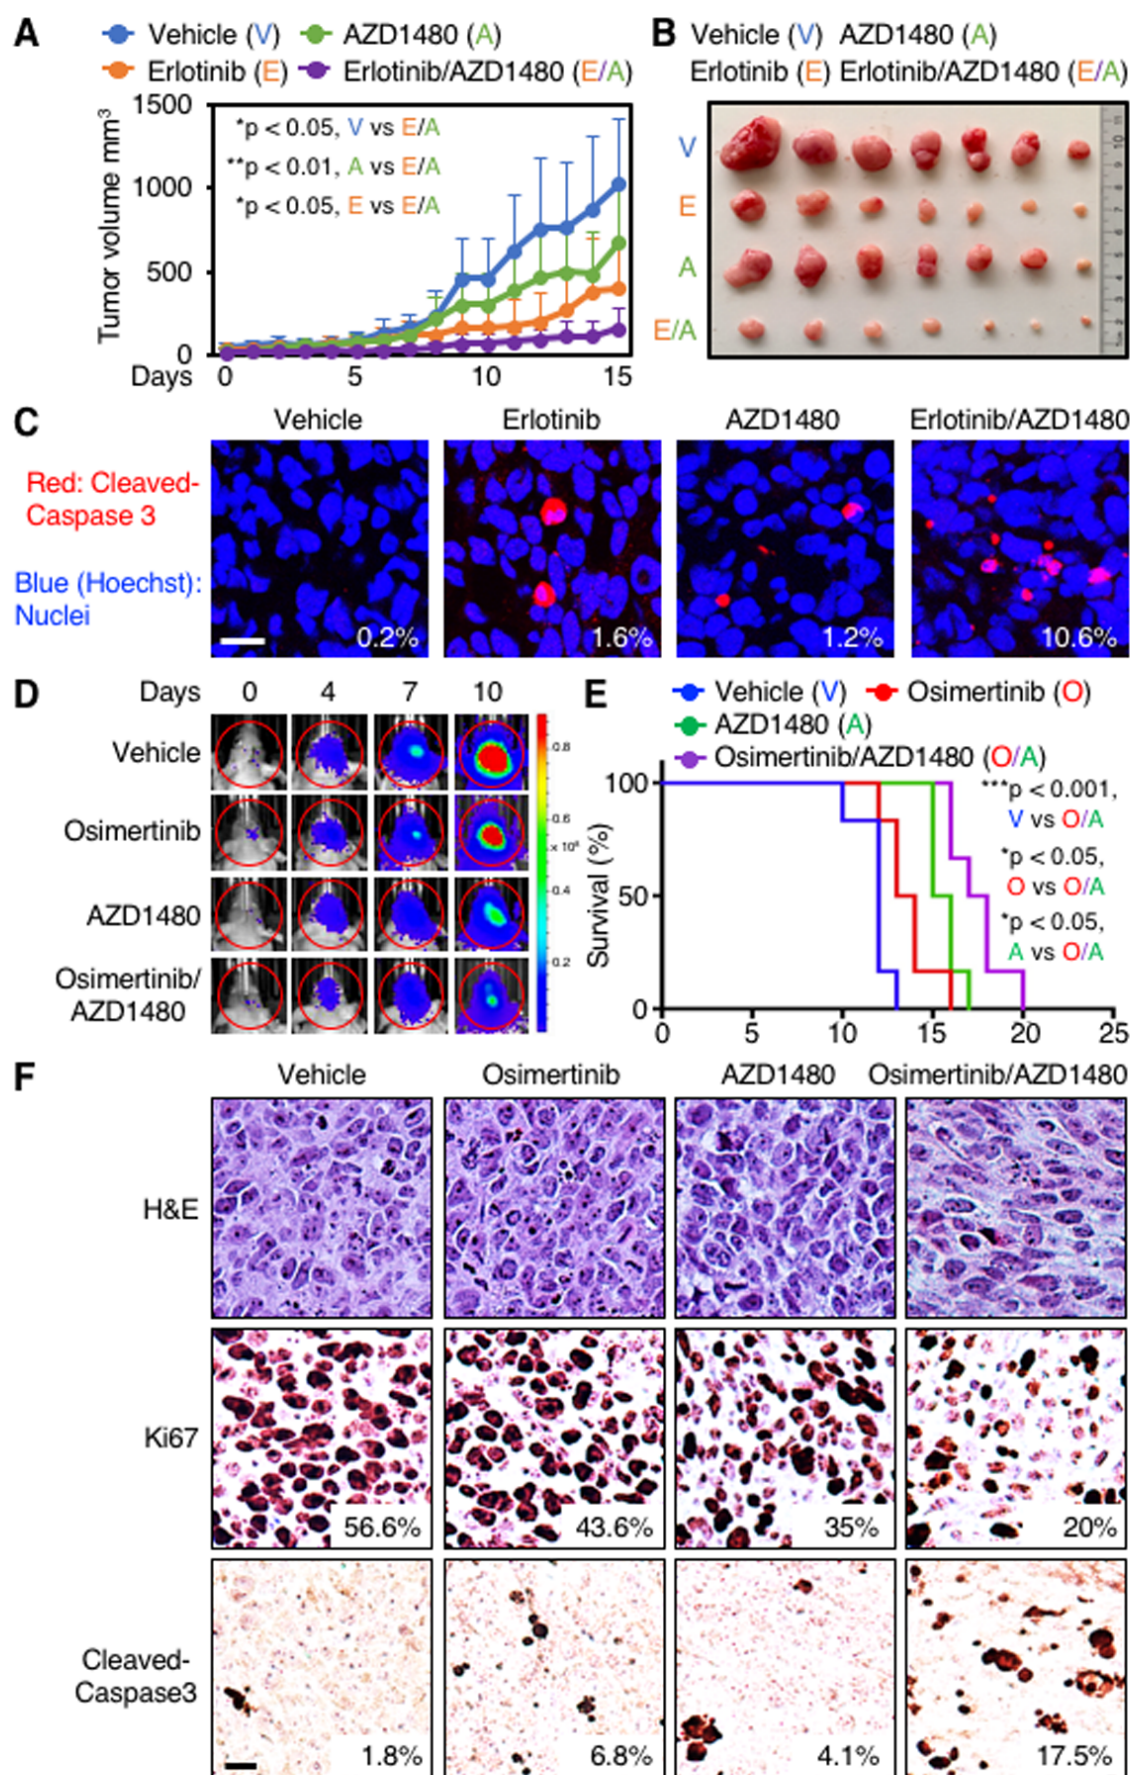 A
Vehicle (V) AZD1480 (A)
Erlotinib (E) Erlotinib/AZD1480 (E/A)
Tumor volume mm³
1500
1000
500
0
*p < 0.05, V vs E/A
**p < 0.01, A vs E/A
*p < 0.05, E vs E/A
Days 0 5 10 15
B
Vehicle (V) AZD1480 (A)
Erlotinib (E) Erlotinib/AZD1480 (E/A)
V
E
A
E/A
C
Vehicle Erlotinib AZD1480 Erlotinib/AZD1480
Red: Cleaved-
Caspase 3
Blue (Hoechst):
Nuclei
0.2% 1.6% 1.2% 10.6%
D
Days 0 4 7 10
Vehicle
Osimertinib
AZD1480
Osimertinib/
AZD1480
0.8
0.6
0.4
0.2
E
Vehicle (V) Osimertinib (O)
AZD1480 (A)
Osimertinib/AZD1480 (O/A)
Survival (%)
100
50
0
***p < 0.001,
V vs O/A
*p < 0.05,
O vs O/A
*p < 0.05,
A vs O/A
0 5 10 15 20 25
F
Vehicle Osimertinib AZD1480 Osimertinib/AZD1480
H&E
Ki67
56.6% 43.6% 35% 20%
Cleaved-
Caspase3
1.8% 6.8% 4.1% 17.5%